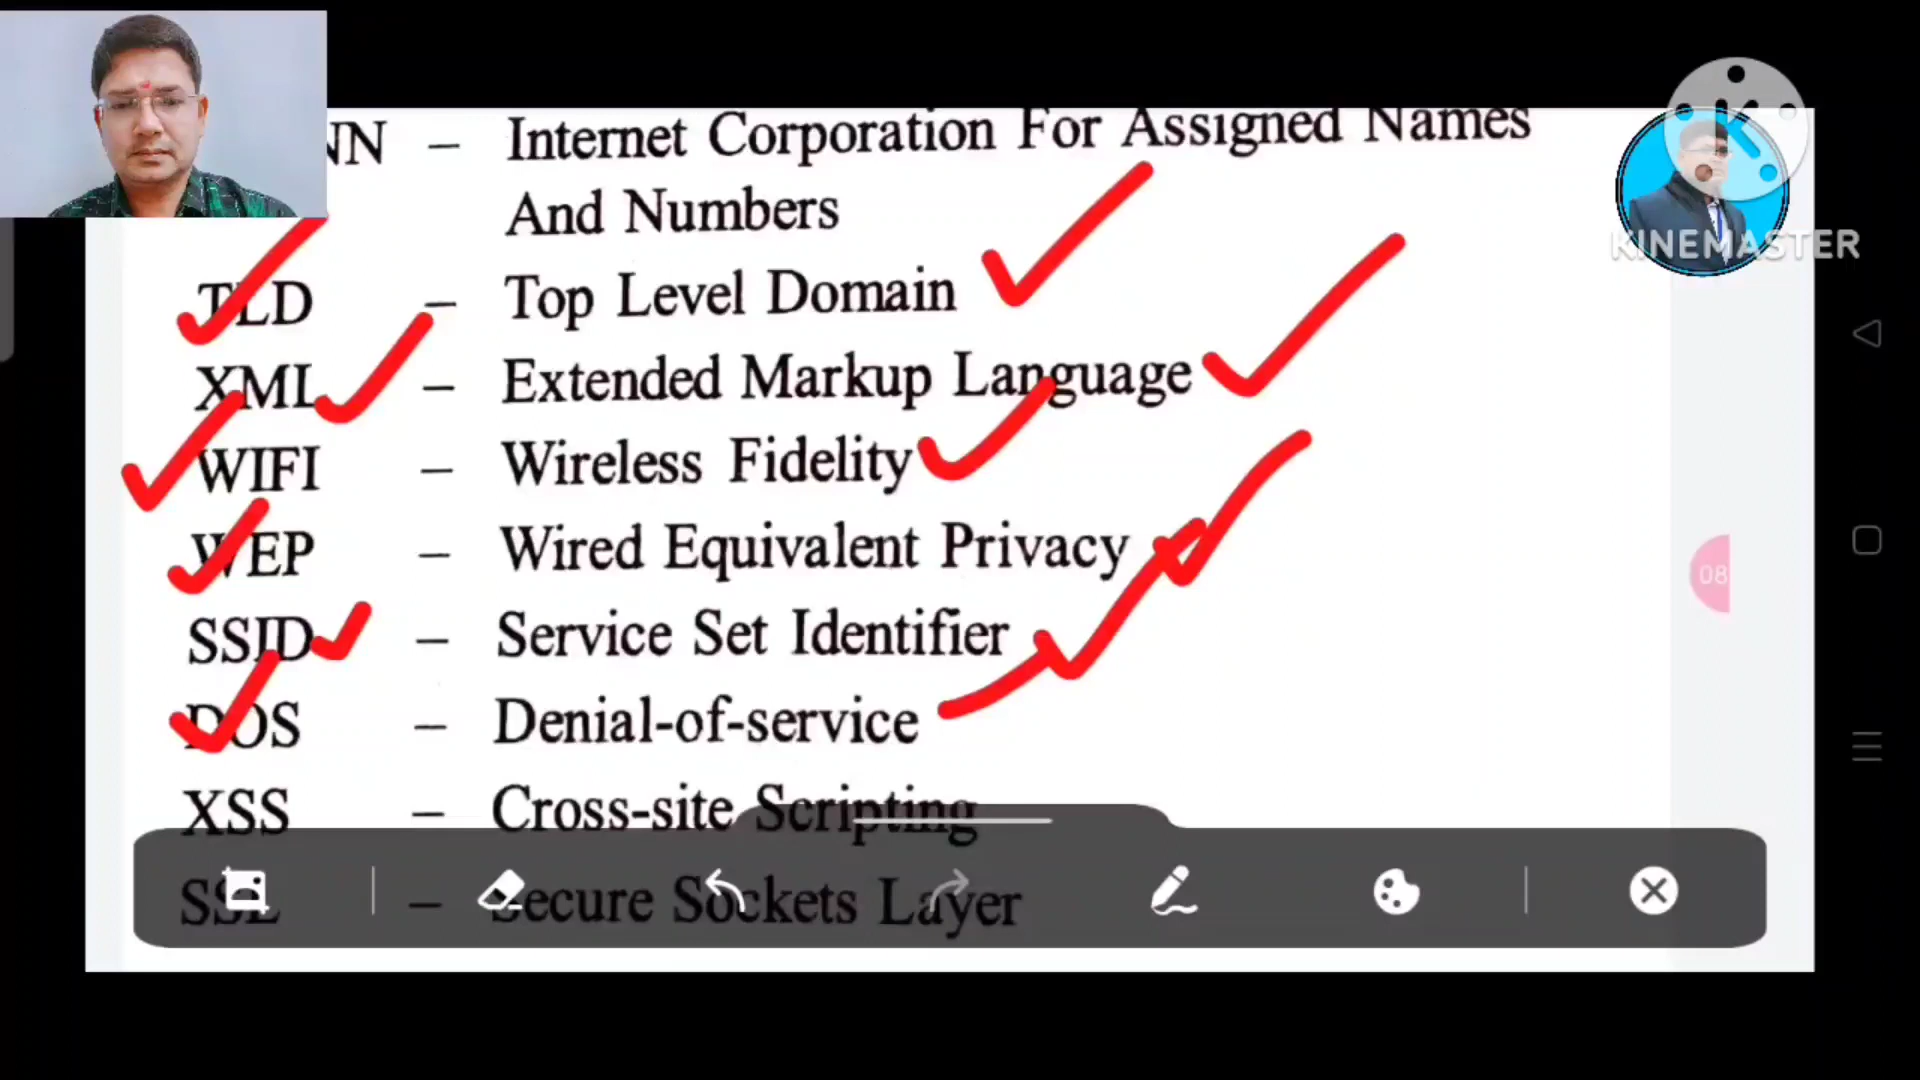 NN – Internet Corporation For Assigned Names
And Numbers
TLD – Top Level Domain
XML – Extended Markup Language
WIFI – Wireless Fidelity
WEP – Wired Equivalent Privacy
SSID – Service Set Identifier
DOS – Denial-of-service
XSS – Cross-site Scripting
SSL – Secure Sockets Layer
KINEMASTER
08